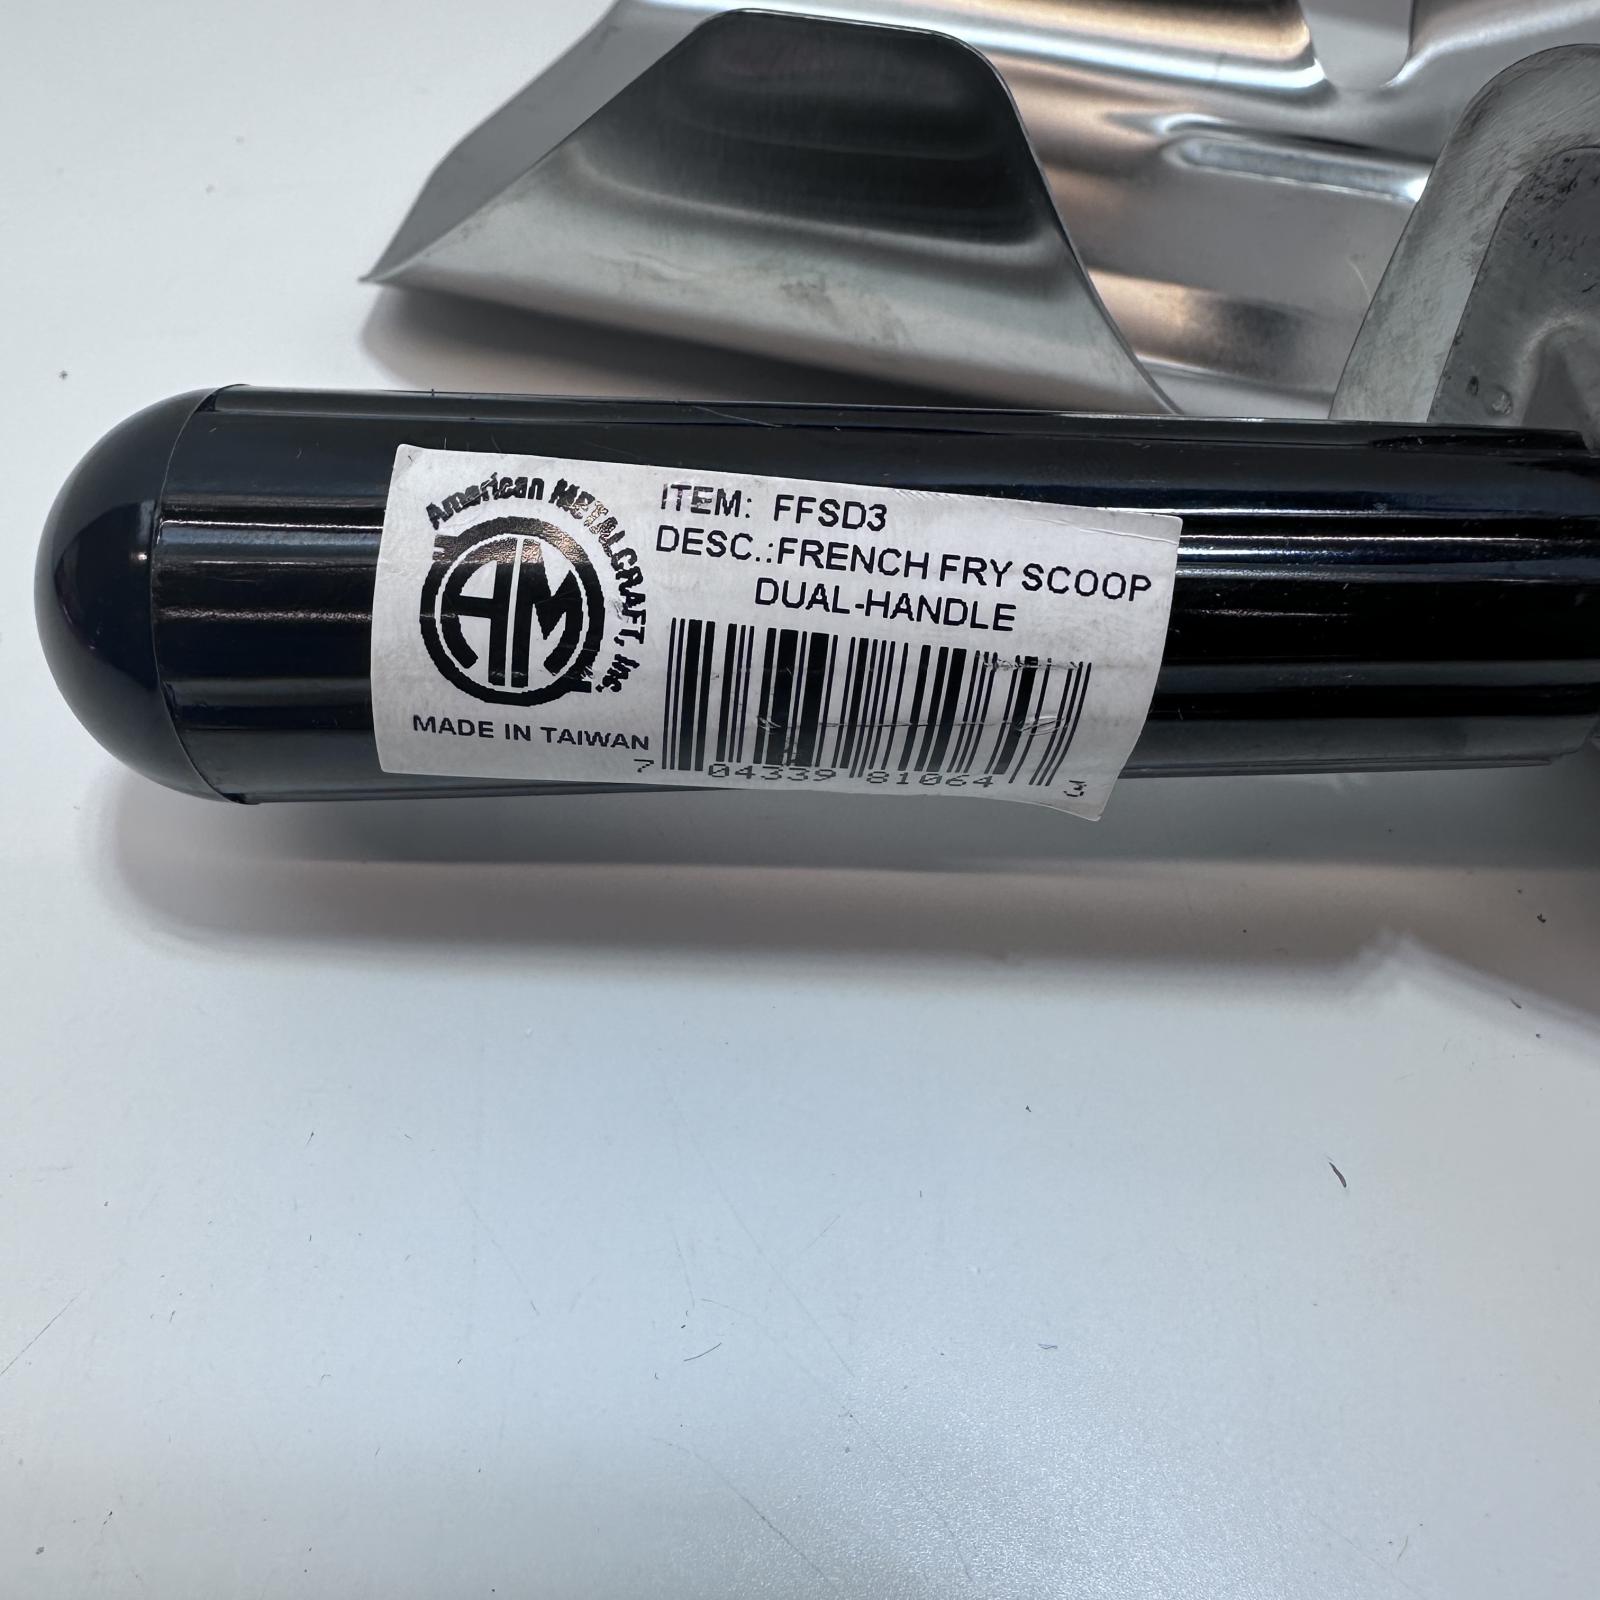 American METALCRAFT, Inc.
AM
MADE IN TAIWAN
ITEM: FFSD3
DESC.:FRENCH FRY SCOOP
DUAL-HANDLE
7 04339 81064 3